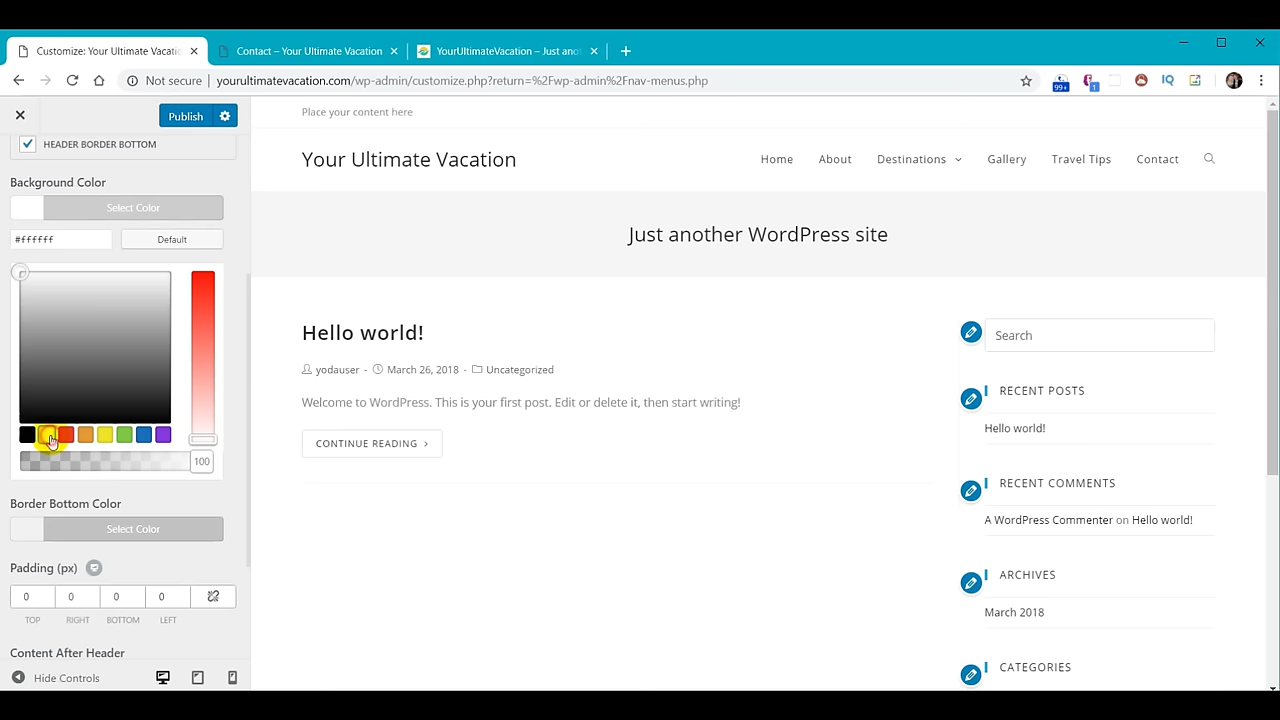 Customize: Your Ultimate Vacatio
Contact – Your Ultimate Vacation
YourUltimateVacation – Just ano
Not secure
yourultimatevacation.com/wp-admin/customize.php?return=%2Fwp-admin%2Fnav-menus.php
99+
1
IQ
Publish
Place your content here
HEADER BORDER BOTTOM
Your Ultimate Vacation
Home
About
Destinations
Gallery
Travel Tips
Contact
Background Color
Select Color
#ffffff
Default
Just another WordPress site
Hello world!
yodauser -
March 26, 2018 -
Uncategorized
Welcome to WordPress. This is your first post. Edit or delete it, then start writing!
CONTINUE READING
Search
RECENT POSTS
Hello world!
RECENT COMMENTS
A WordPress Commenter on Hello world!
ARCHIVES
March 2018
CATEGORIES
100
Border Bottom Color
Select Color
Padding (px)
0 0 0 0
TOP RIGHT BOTTOM LEFT
Content After Header
Hide Controls